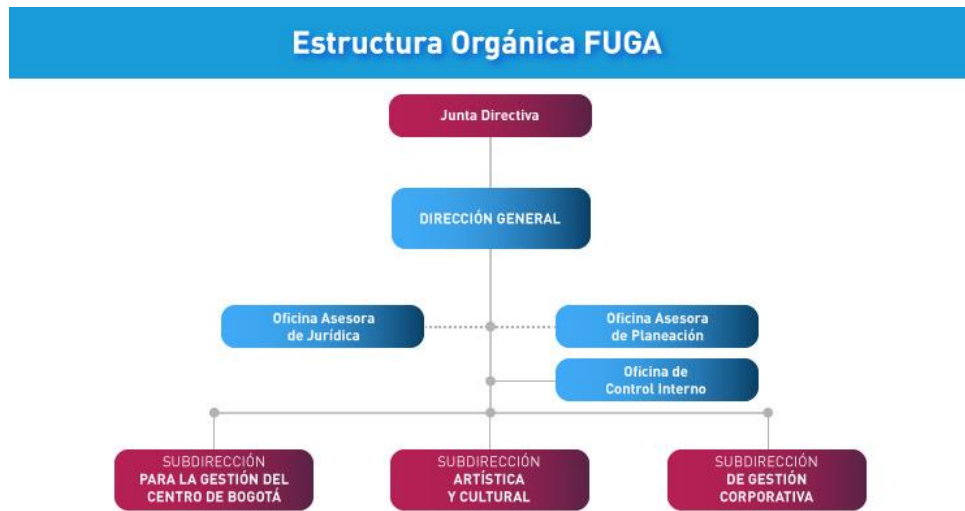 Estructura Orgánica FUGA
Junta Directiva
DIRECCIÓN GENERAL
Oficina Asesora
de Jurídica
Oficina Asesora
de Planeación
Oficina de
Control Interno
SUBDIRECCIÓN
PARA LA GESTIÓN DEL
CENTRO DE BOGOTÁ
SUBDIRECCIÓN
ARTÍSTICA
Y CULTURAL
SUBDIRECCIÓN
DE GESTIÓN
CORPORATIVA